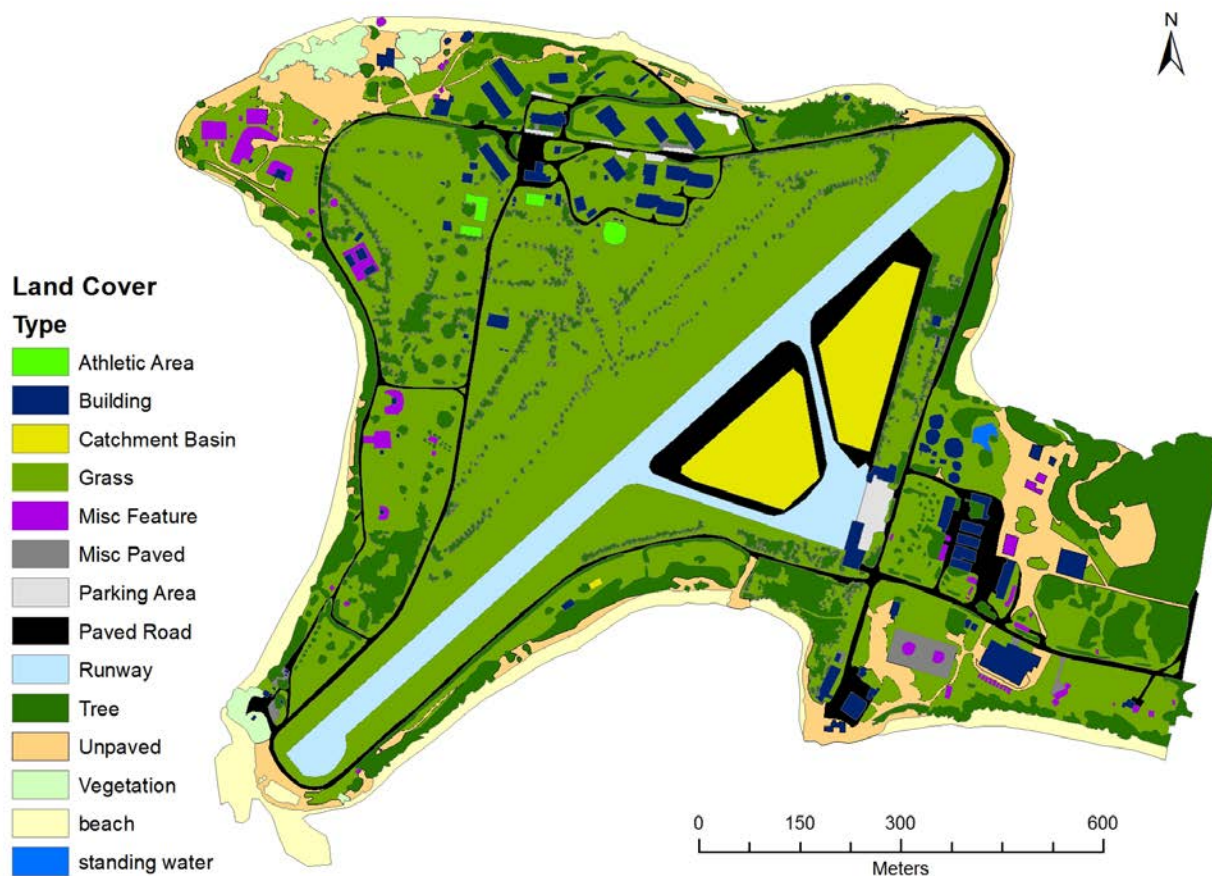 N
Land Cover
Type
Athletic Area
Building
Catchment Basin
Grass
Misc Feature
Misc Paved
Parking Area
Paved Road
Runway
Tree
Unpaved
Vegetation
beach
standing water
0 150 300 600
Meters